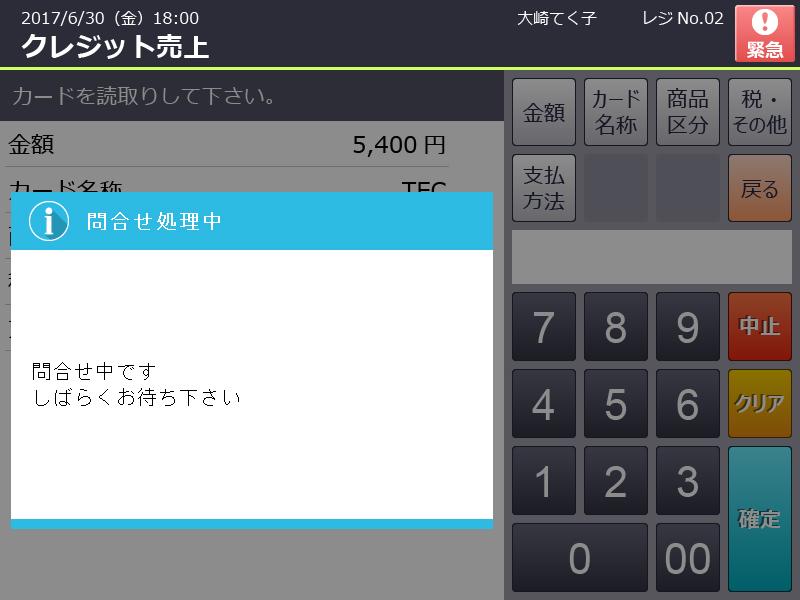 2017/6/30（金）18:00
大崎てく子
レジNo.02
緊急
クレジット売上
カードを読取りして下さい。
金額
5,400 円
カード名称
TEC
問合せ処理中
問合せ中です
しばらくお待ち下さい
金額
カード
名称
商品
区分
税・
その他
支払
方法
戻る
7
8
9
中止
4
5
6
クリア
1
2
3
確定
0
00